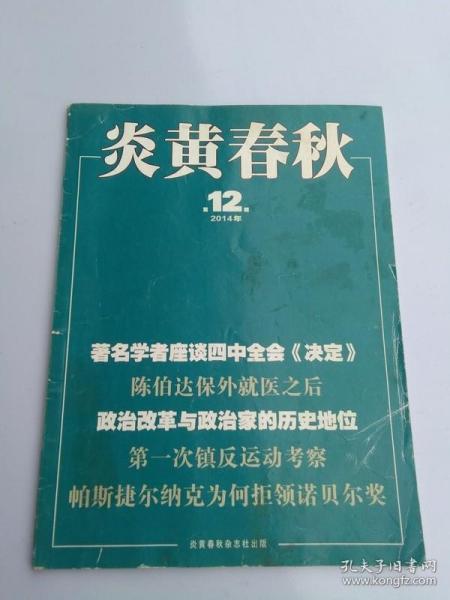 炎黄春秋
第12期
2014年
著名学者座谈四中全会《决定》
陈伯达保外就医之后
政治改革与政治家的历史地位
第一次镇反运动考察
帕斯捷尔纳克为何拒领诺贝尔奖
炎黄春秋杂志社出版
孔夫子旧书网
www.kongfz.com